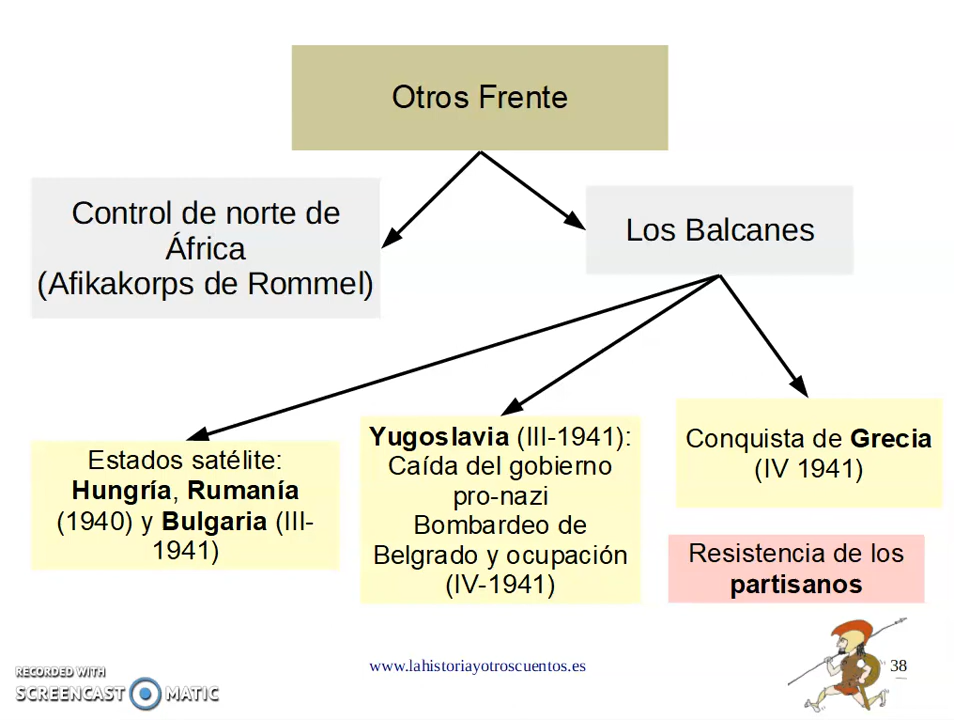 Otros Frente
Control de norte de
África
(Afikakorps de Rommel)
Los Balcanes
Estados satélite:
Hungría, Rumanía
(1940) y Bulgaria (III-
1941)
Yugoslavia (III-1941):
Caída del gobierno
pro-nazi
Bombardeo de
Belgrado y ocupación
(IV-1941)
Conquista de Grecia
(IV 1941)
Resistencia de los
partisanos
www.lahistoriayotroscuentos.es
38
RECORDED WITH
SCREENCAST MATIC